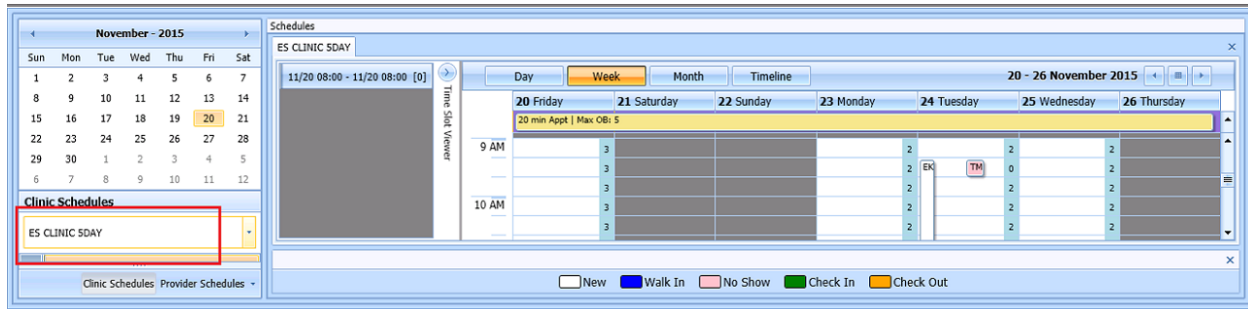 November - 2015
Sun Mon Tue Wed Thu Fri Sat
1 2 3 4 5 6 7
8 9 10 11 12 13 14
15 16 17 18 19 20 21
22 23 24 25 26 27 28
29 30 1 2 3 4 5
6 7 8 9 10 11 12
Clinic Schedules
ES CLINIC 5DAY
Clinic Schedules Provider Schedules
Schedules
ES CLINIC 5DAY
11/20 08:00 - 11/20 08:00 [0]
Time Slot Viewer
Day Week Month Timeline
20 - 26 November 2015
20 Friday 21 Saturday 22 Sunday 23 Monday 24 Tuesday 25 Wednesday 26 Thursday
20 min Appt | Max OB: 5
9 AM 3 2 2 2
3 2 EK TM 0 2
3 2 2 2
10 AM 3 2 2 2
3 2 2 2
New Walk In No Show Check In Check Out